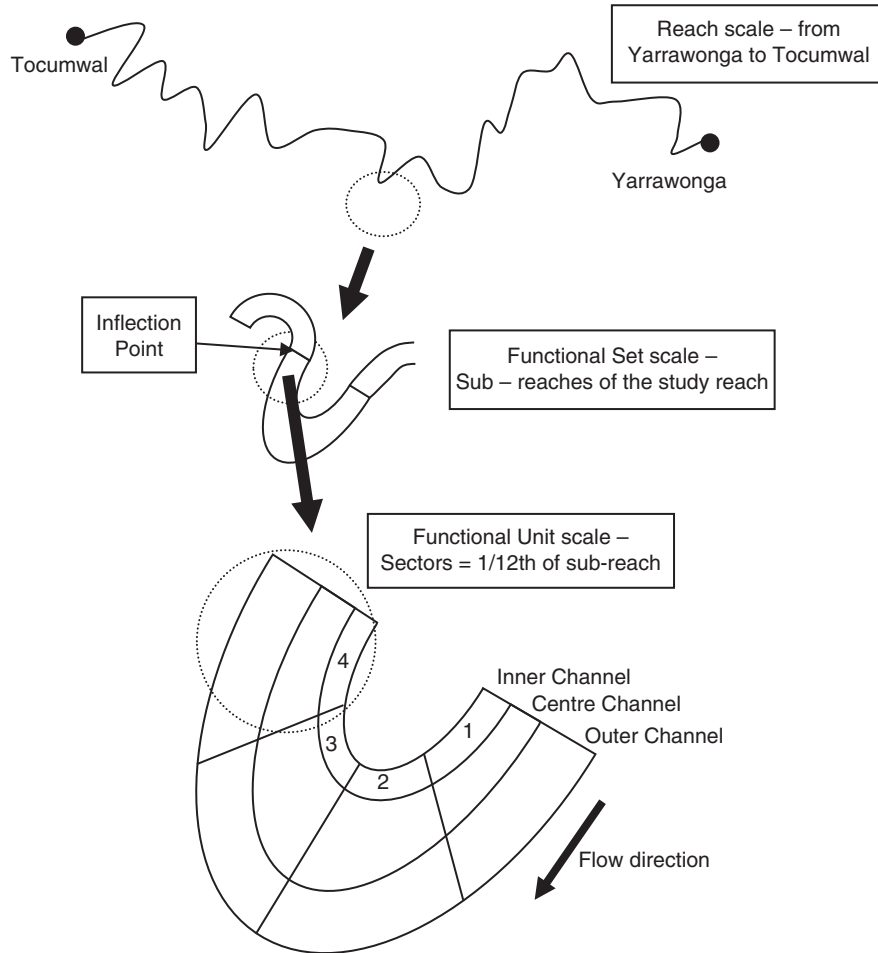 Tocumwal
Reach scale – from
Yarrawonga to Tocumwal
Yarrawonga
Inflection
Point
Functional Set scale –
Sub – reaches of the study reach
Functional Unit scale –
Sectors = 1/12th of sub-reach
4
3
2
1
Inner Channel
Centre Channel
Outer Channel
Flow direction